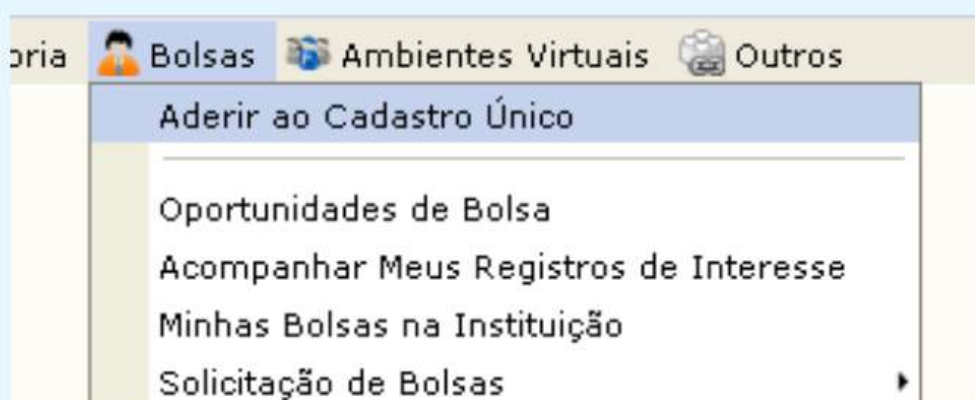 oria Bolsas Ambientes Virtuais Outros
Aderir ao Cadastro Único
Oportunidades de Bolsa
Acompanhar Meus Registros de Interesse
Minhas Bolsas na Instituição
Solicitação de Bolsas